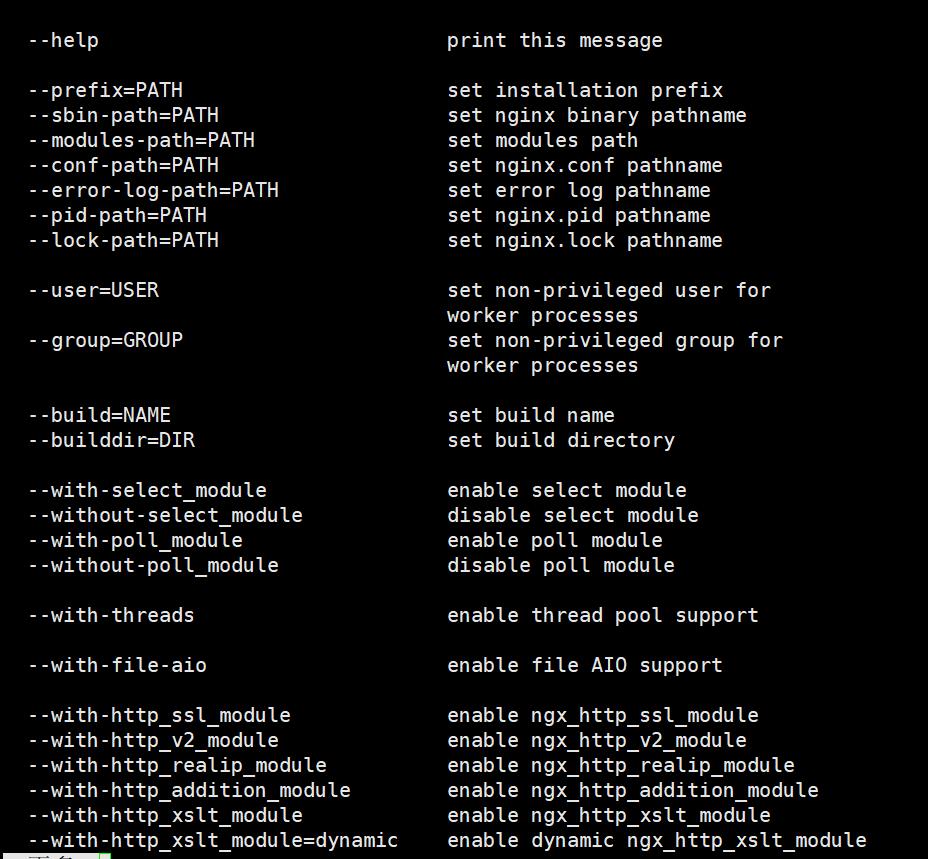 --help print this message
--prefix=PATH set installation prefix
--sbin-path=PATH set nginx binary pathname
--modules-path=PATH set modules path
--conf-path=PATH set nginx.conf pathname
--error-log-path=PATH set error log pathname
--pid-path=PATH set nginx.pid pathname
--lock-path=PATH set nginx.lock pathname
--user=USER set non-privileged user for
worker processes
--group=GROUP set non-privileged group for
worker processes
--build=NAME set build name
--builddir=DIR set build directory
--with-select_module enable select module
--without-select_module disable select module
--with-poll_module enable poll module
--without-poll_module disable poll module
--with-threads enable thread pool support
--with-file-aio enable file AIO support
--with-http_ssl_module enable ngx_http_ssl_module
--with-http_v2_module enable ngx_http_v2_module
--with-http_realip_module enable ngx_http_realip_module
--with-http_addition_module enable ngx_http_addition_module
--with-http_xslt_module enable ngx_http_xslt_module
--with-http_xslt_module=dynamic enable dynamic ngx_http_xslt_module